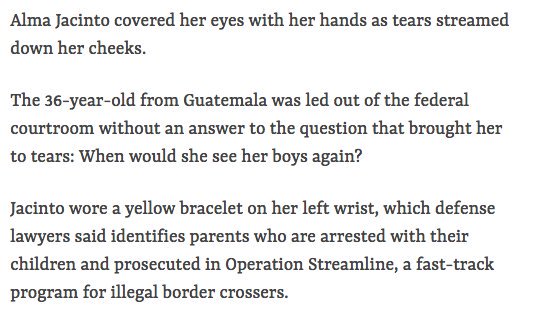 Alma Jacinto covered her eyes with her hands as tears streamed
down her cheeks.
The 36-year-old from Guatemala was led out of the federal
courtroom without an answer to the question that brought her
to tears: When would she see her boys again?
Jacinto wore a yellow bracelet on her left wrist, which defense
lawyers said identifies parents who are arrested with their
children and prosecuted in Operation Streamline, a fast-track
program for illegal border crossers.